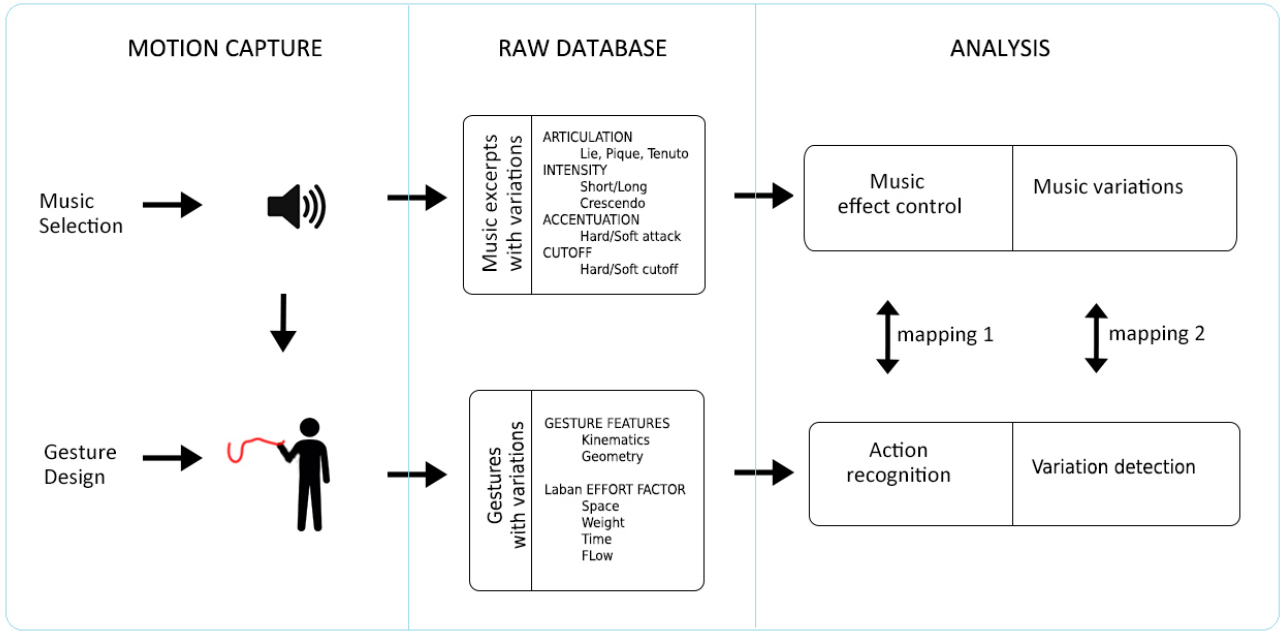 MOTION CAPTURE
RAW DATABASE
ANALYSIS
Music
Selection
Music excerpts
with variations
ARTICULATION
Lie, Pique, Tenuto
INTENSITY
Short/Long
Crescendo
ACCENTUATION
Hard/Soft attack
CUTOFF
Hard/Soft cutoff
Music
effect control
Music variations
mapping 1
mapping 2
Gesture
Design
Gestures
with variations
GESTURE FEATURES
Kinematics
Geometry
Laban EFFORT FACTOR
Space
Weight
Time
FLow
Action
recognition
Variation detection